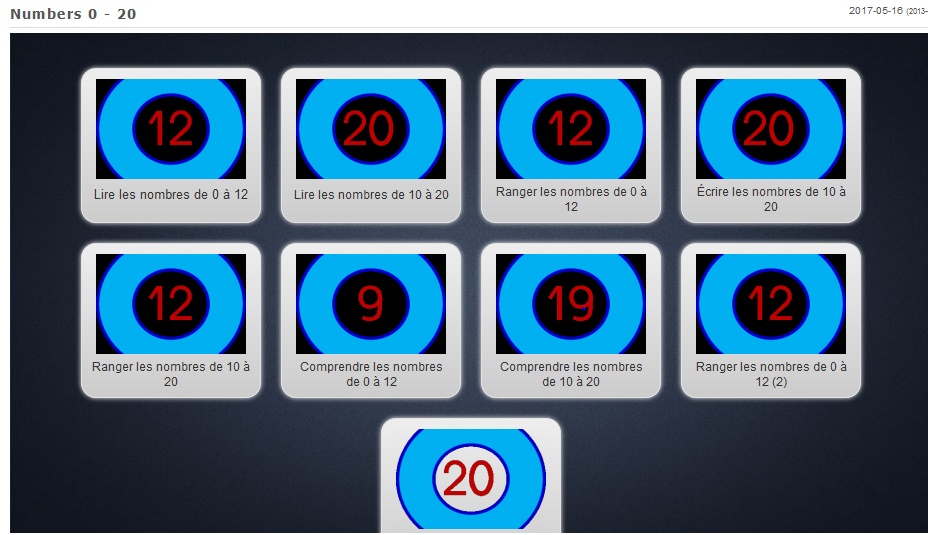 Numbers 0 - 20
2017-05-16 (2013-
12
20
12
20
Lire les nombres de 0 à 12
Lire les nombres de 10 à 20
Ranger les nombres de 0 à
12
Écrire les nombres de 10 à
20
12
9
19
12
Ranger les nombres de 10 à
20
Comprendre les nombres
de 0 à 12
Comprendre les nombres
de 10 à 20
Ranger les nombres de 0 à
12 (2)
20